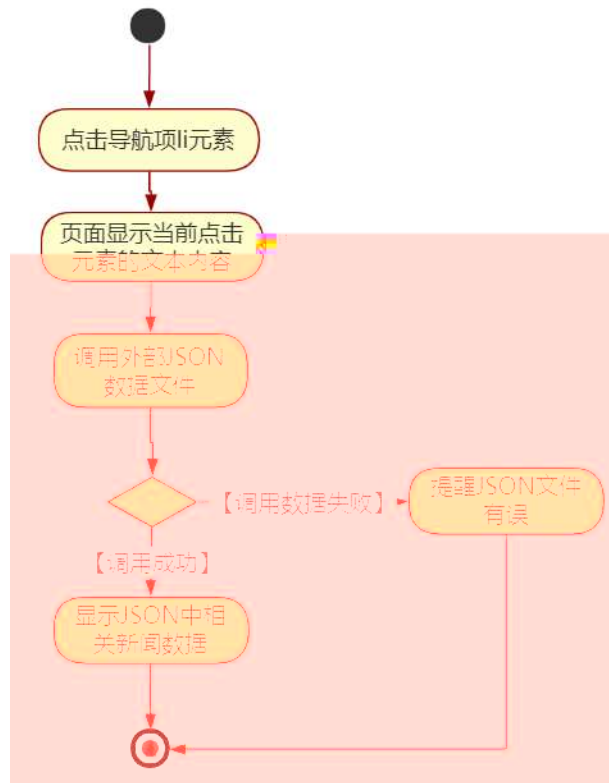 点击导航项li元素
页面显示当前点击
元素的文本内容
调用外部JSON
数据文件
【调用数据失败】
提醒JSON文件
有误
【调用成功】
显示JSON中相
关新闻数据